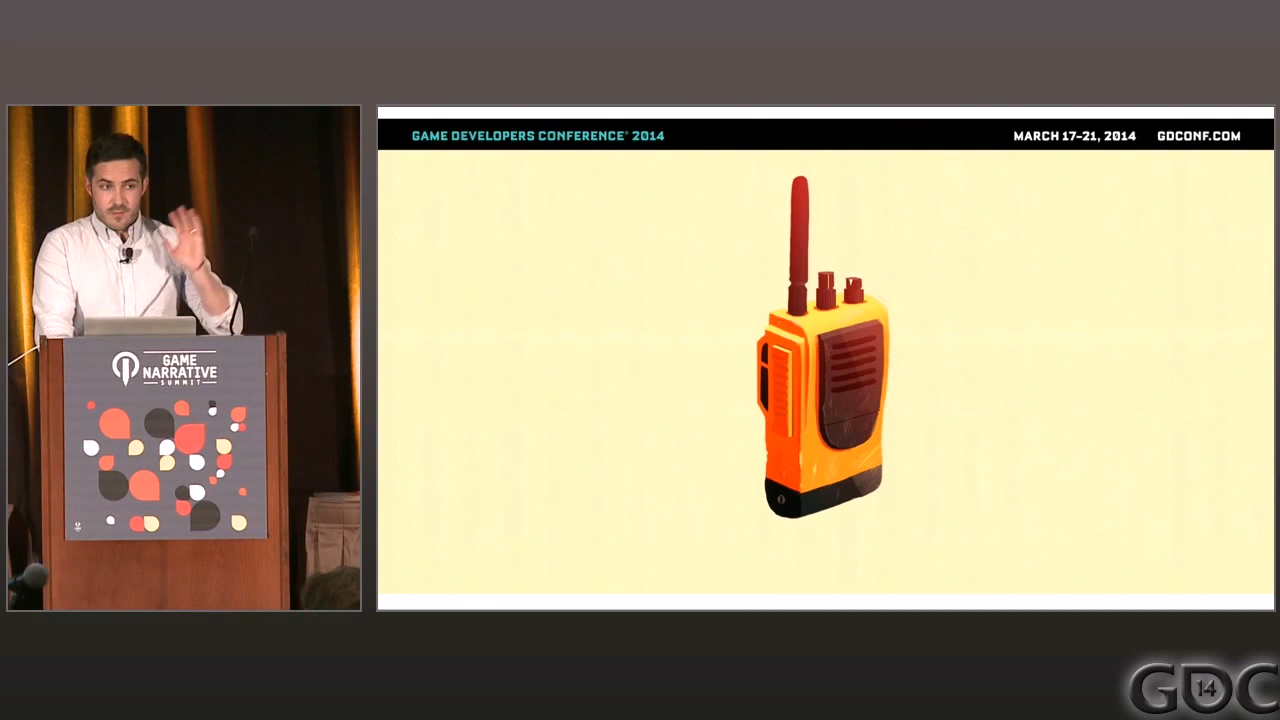 GAME DEVELOPERS CONFERENCE® 2014
MARCH 17–21, 2014 GDCONF.COM
GAME
NARRATIVE
SUMMIT
GDC
14